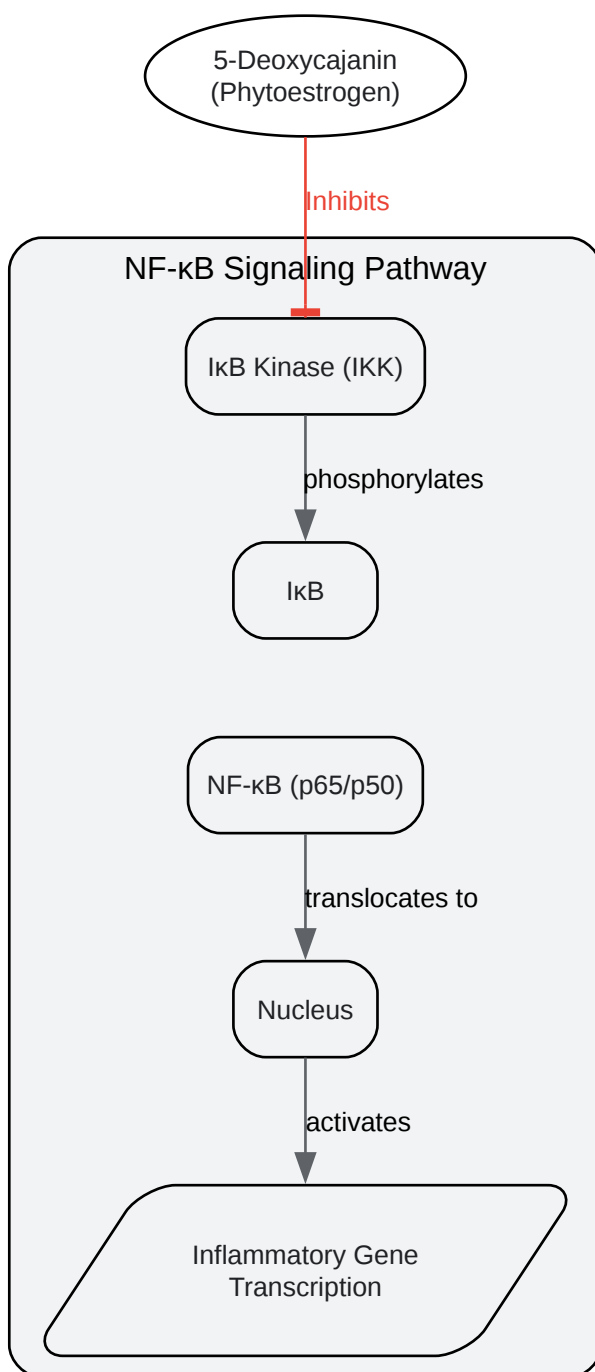 5-Deoxycajanin
(Phytoestrogen)
Inhibits
NF-κB Signaling Pathway
IκB Kinase (IKK)
phosphorylates
IκB
NF-κB (p65/p50)
translocates to
Nucleus
activates
Inflammatory Gene
Transcription